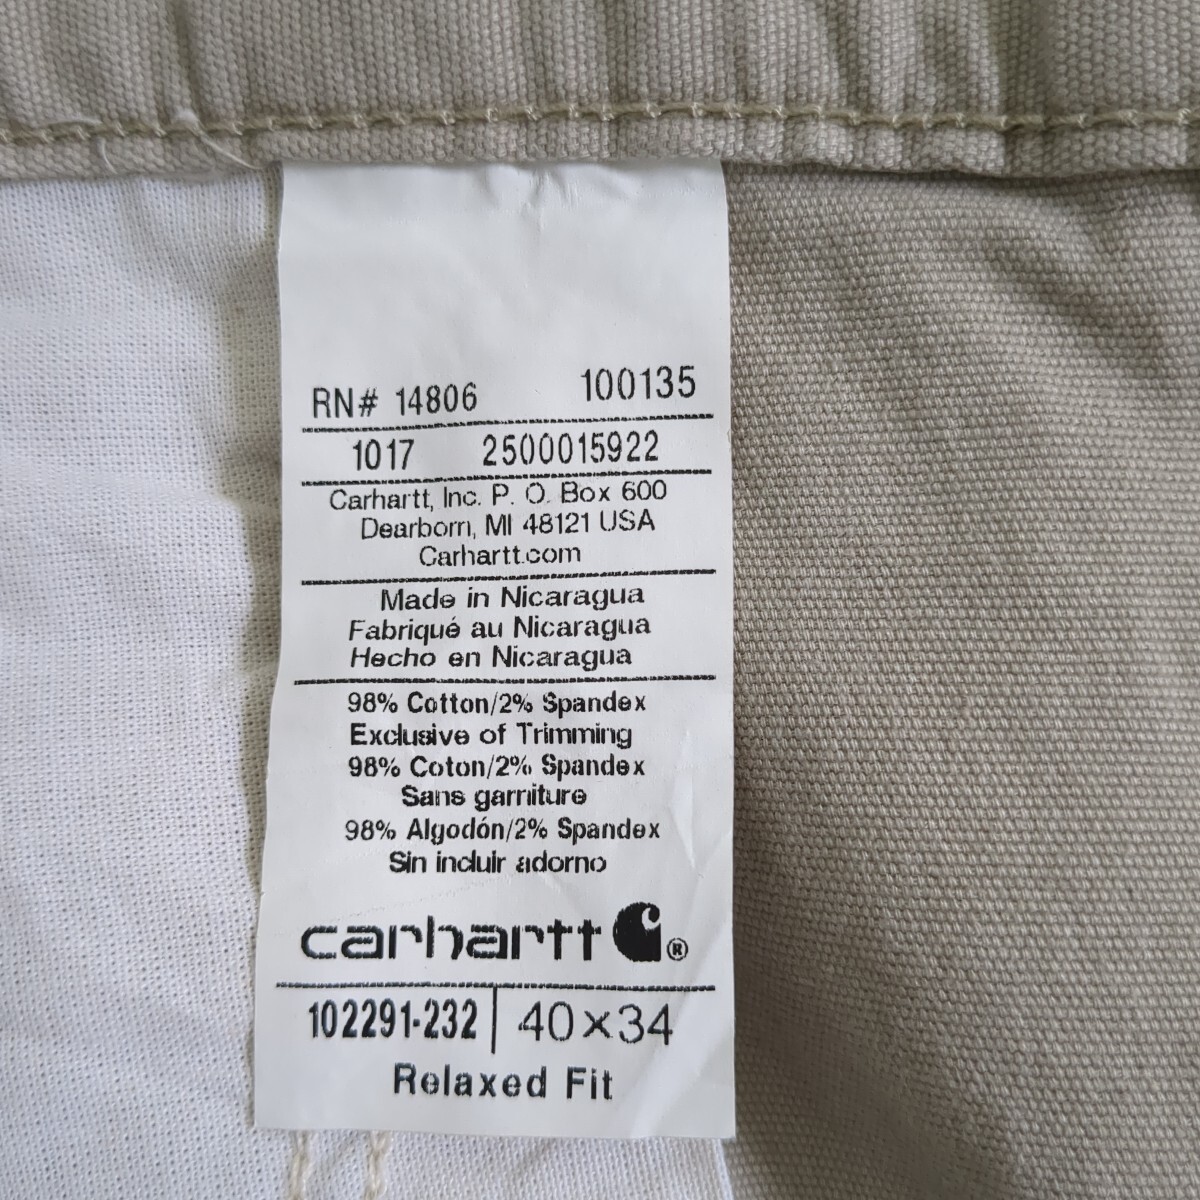 RN# 14806 100135
1017 2500015922
Carhartt, Inc. P. O. Box 600
Dearborn, MI 48121 USA
Carhartt.com
Made in Nicaragua
Fabriqué au Nicaragua
Hecho en Nicaragua
98% Cotton/2% Spandex
Exclusive of Trimming
98% Coton/2% Spandex
Sans garniture
98% Algodón/2% Spandex
Sin incluir adorno
carhartt ®
102291-232 | 40×34
Relaxed Fit